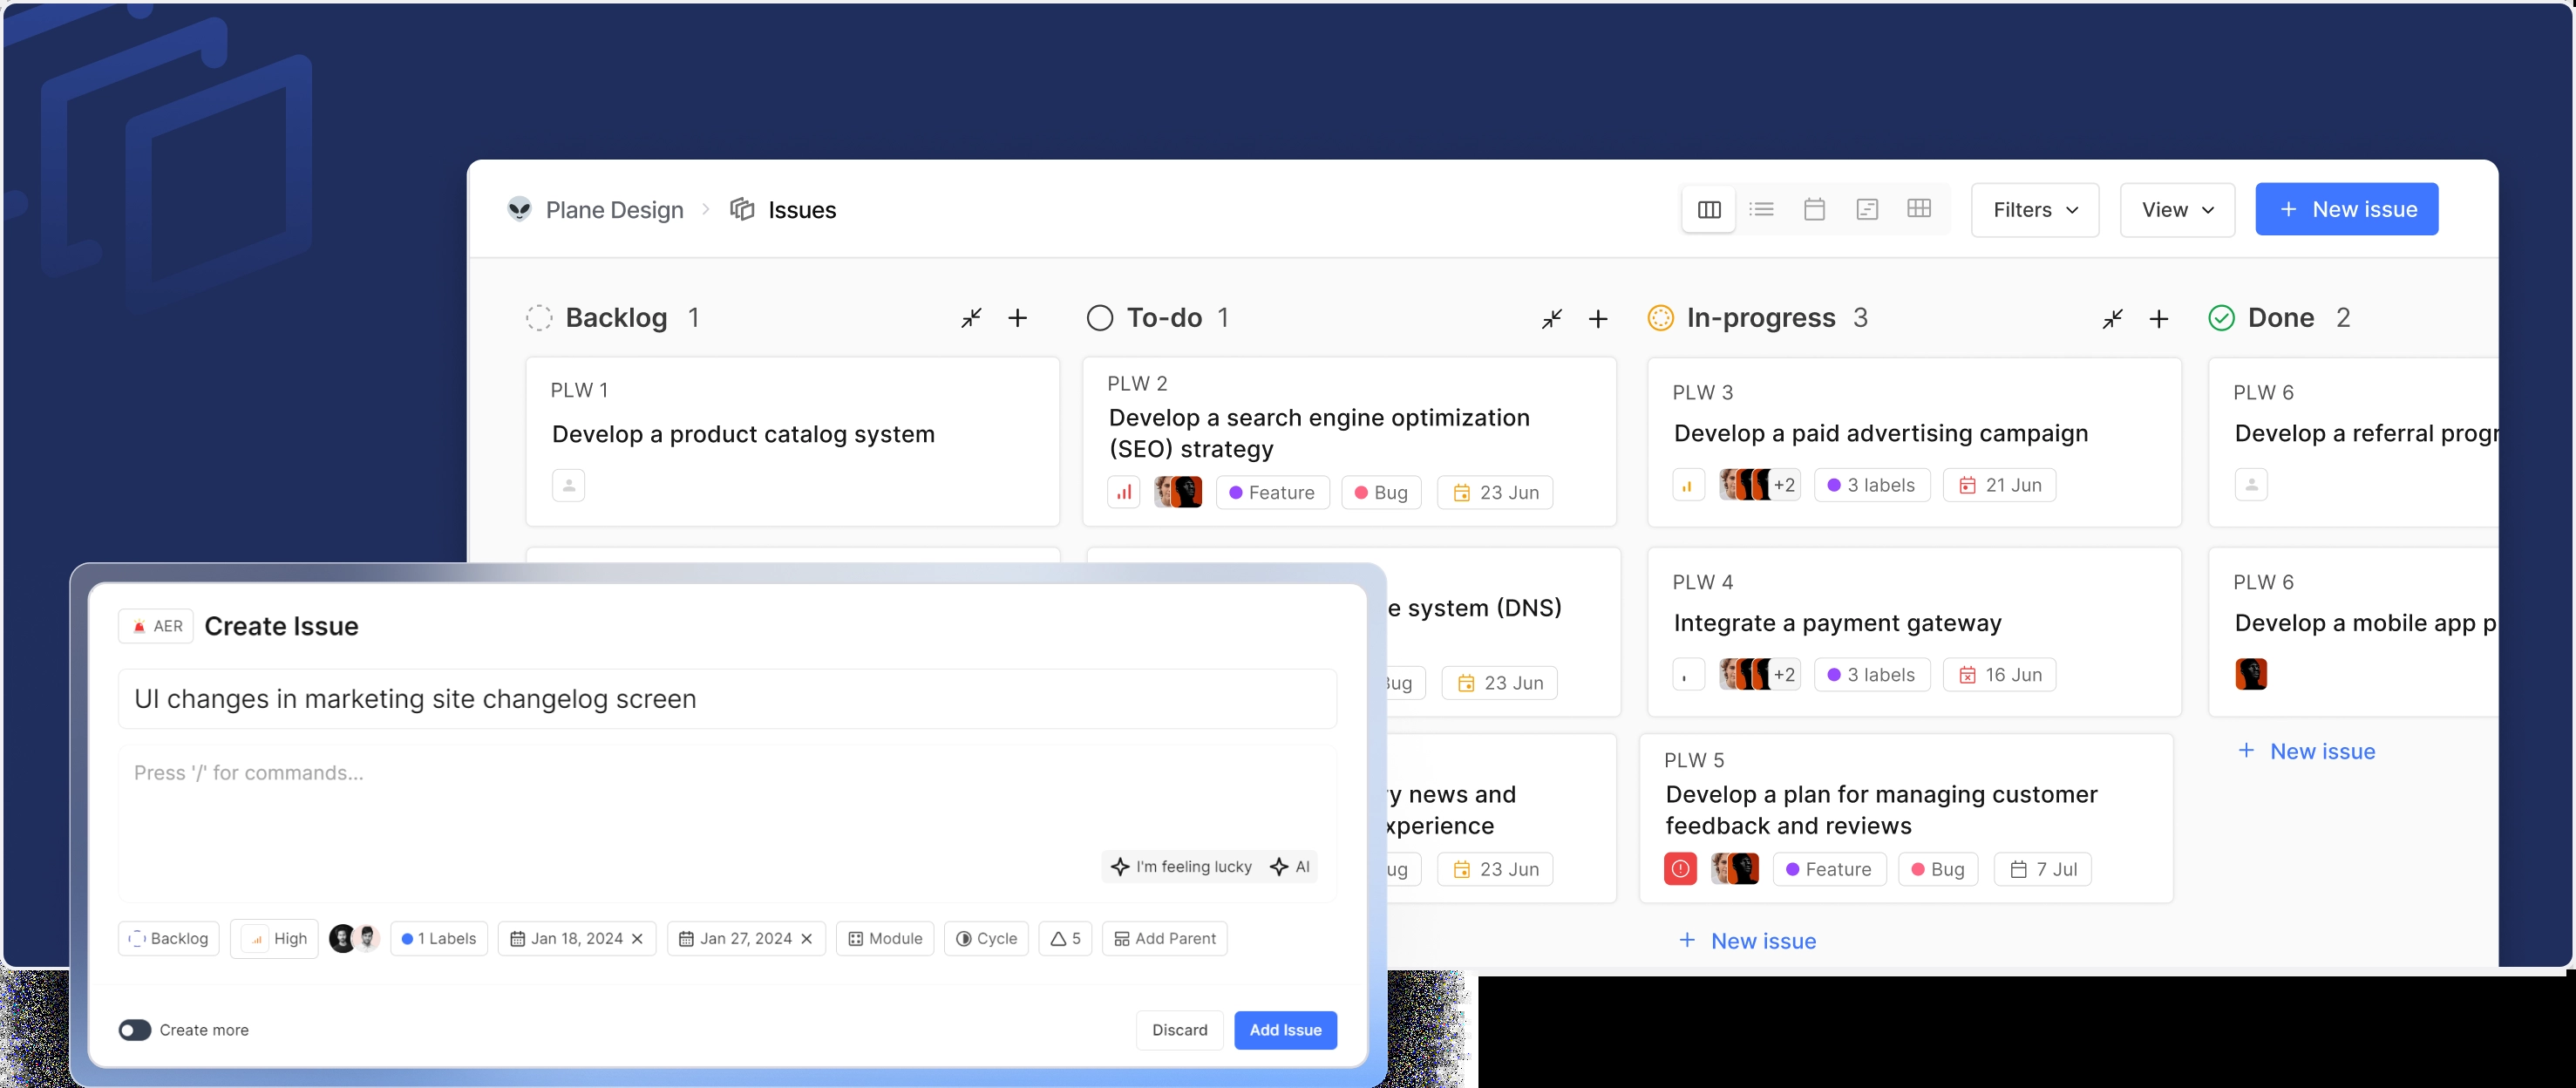 Plane Design
Issues
Filters
View
+ New issue
Backlog 1
To-do 1
In-progress 3
Done 2
PLW 1
Develop a product catalog system
PLW 2
Develop a search engine optimization
(SEO) strategy
Feature
Bug
23 Jun
PLW 3
Develop a paid advertising campaign
+2
3 labels
21 Jun
PLW 6
Develop a referral
e system (DNS)
23 Jun
PLW 4
Integrate a payment gateway
+2
3 labels
16 Jun
PLW 6
Develop a mobile app p
+ New issue
y news and
xperience
ug
23 Jun
PLW 5
Develop a plan for managing customer
feedback and reviews
Feature
Bug
7 Jul
+ New issue
AER
Create Issue
UI changes in marketing site changelog screen
Press '/' for commands...
I'm feeling lucky
AI
Backlog
High
1 Labels
Jan 18, 2024
Jan 27, 2024
Module
Cycle
5
Add Parent
Create more
Discard
Add Issue